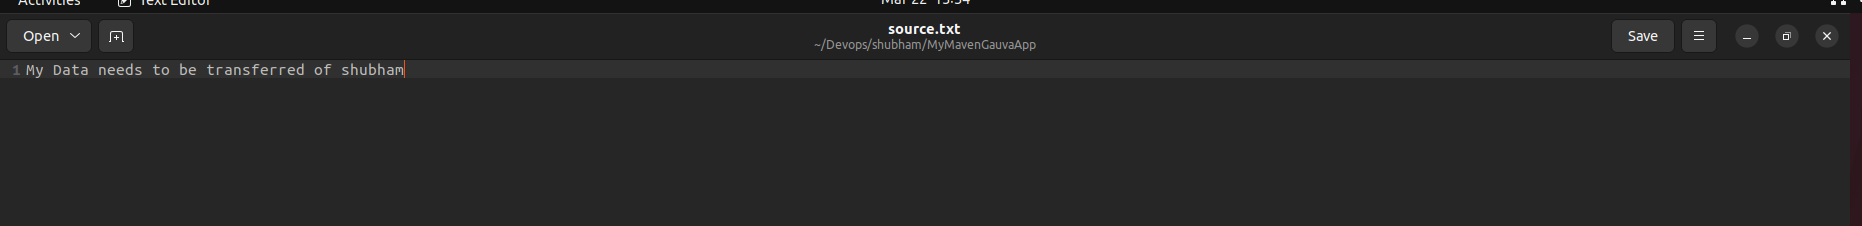 Activities Text Editor Mar 22 15:34
source.txt
Open Save
~/Devops/shubham/MyMavenGauvaApp
1 My Data needs to be transferred of shubham